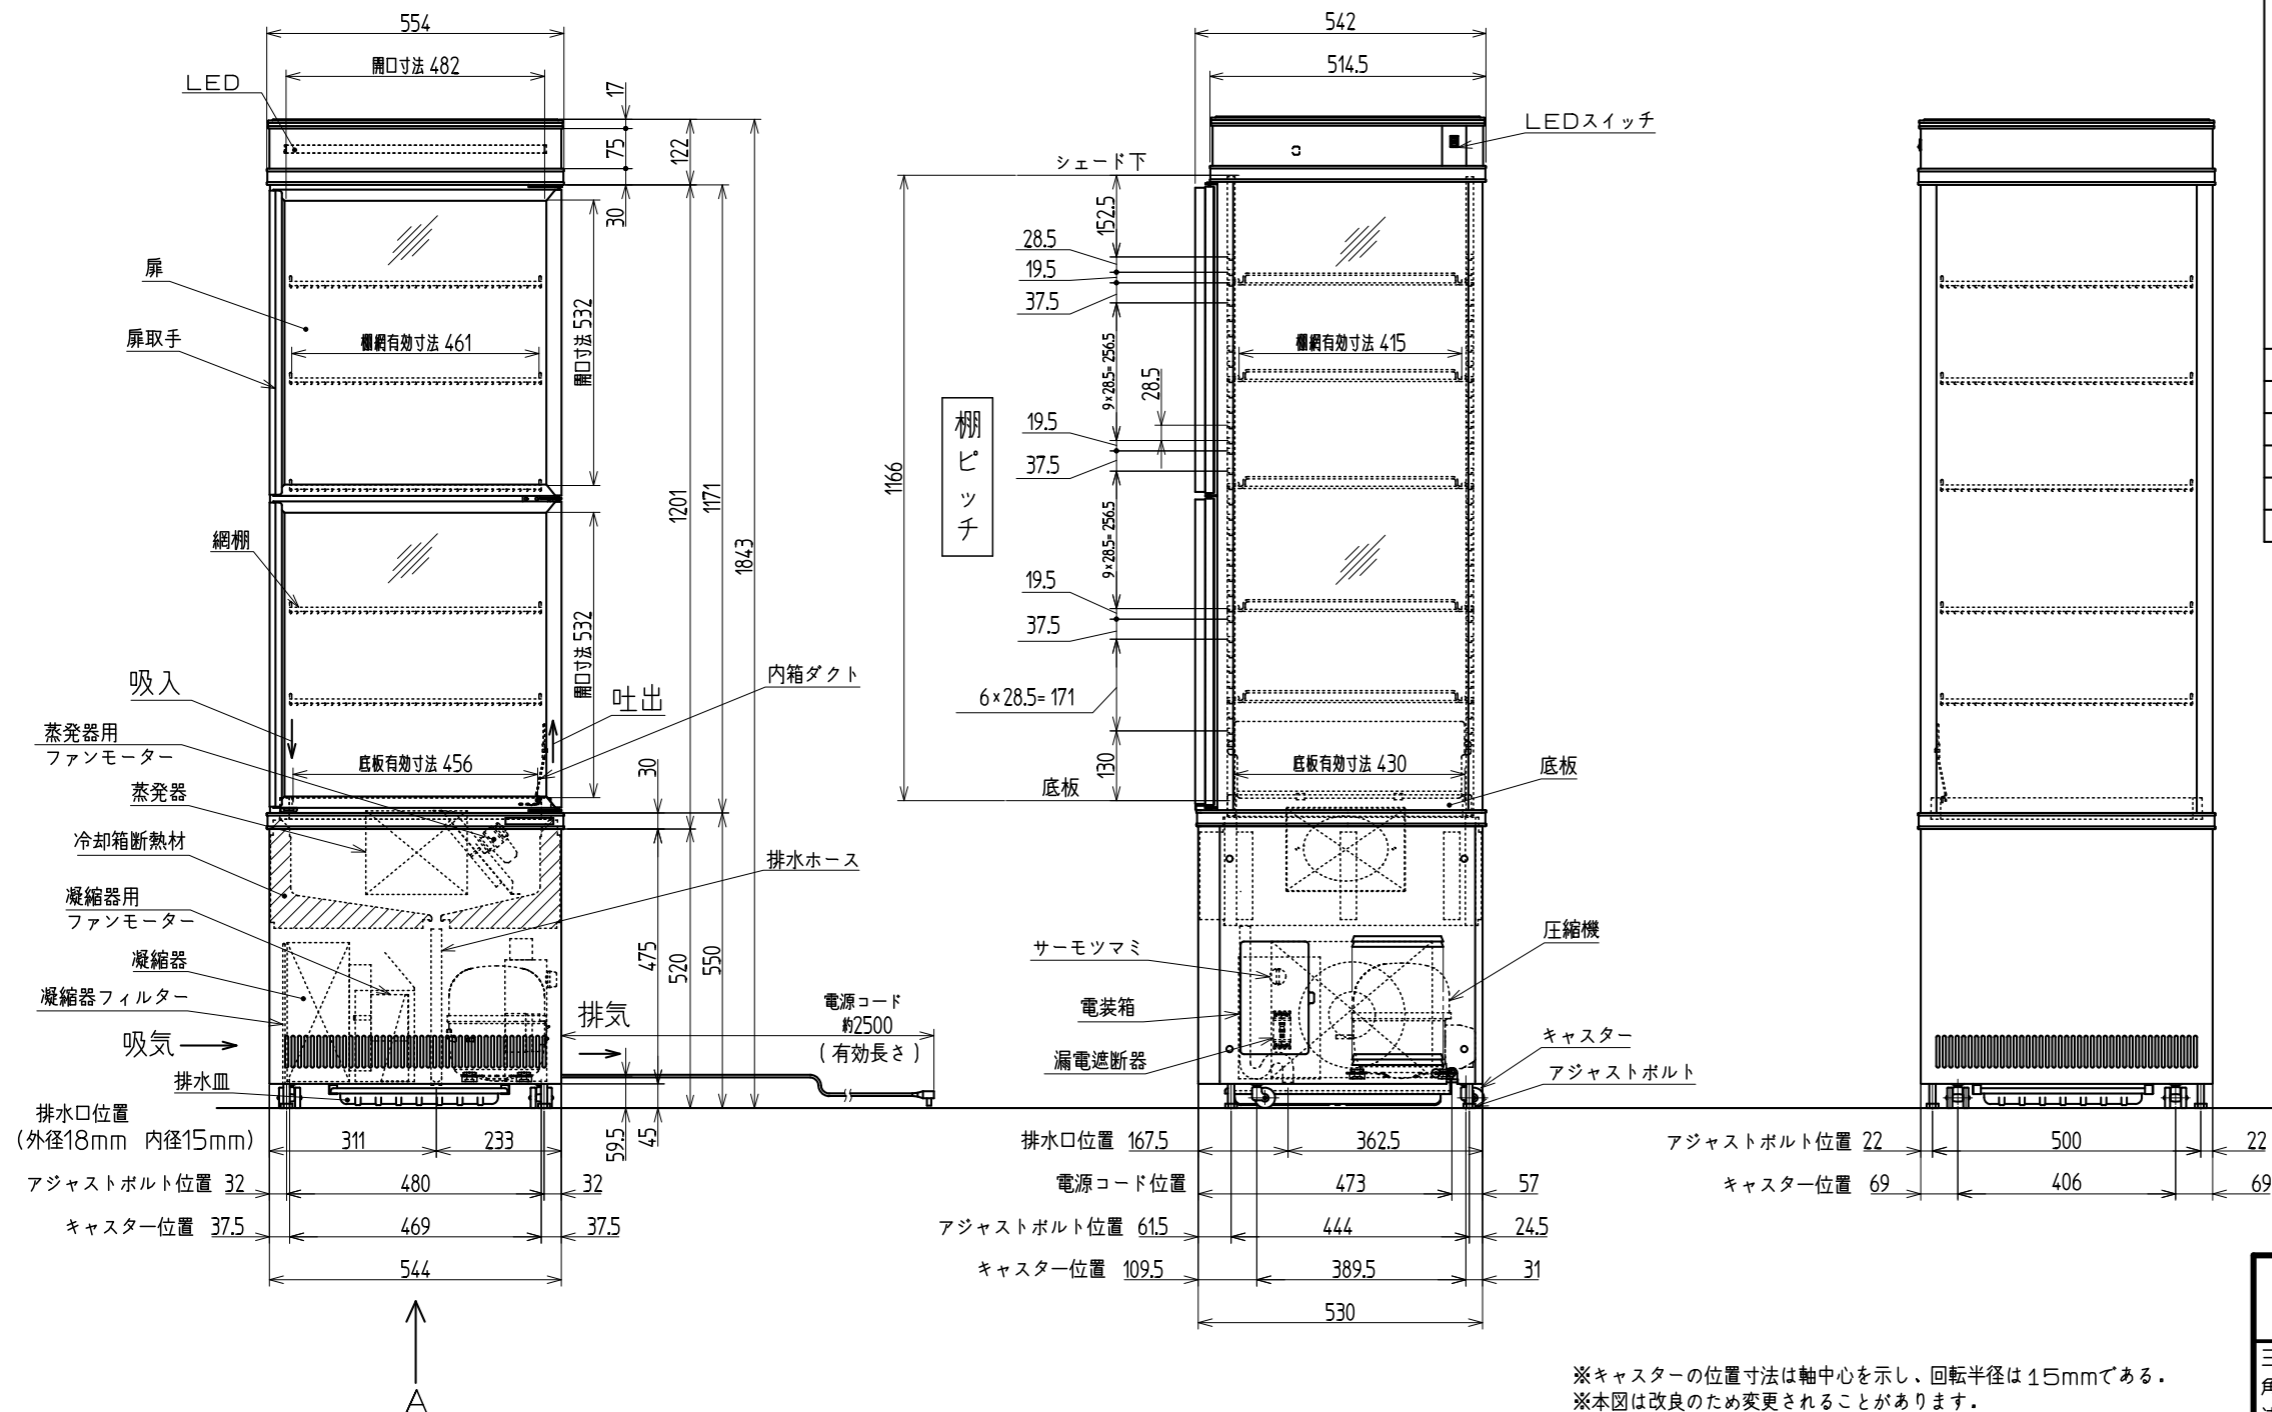 554
開口寸法 482
LED
17
75
122
30
扉
扉取手
棚網有効寸法 461
開口寸法 532
網棚
開口寸法 532
1201
1171
1843
吸入
吐出
内箱ダクト
蒸発器用
ファンモーター
底板有効寸法 456
蒸発器
30
冷却箱断熱材
排水ホース
凝縮器用
ファンモーター
凝縮器
凝縮器フィルター
475
520
550
吸気
排気
電源コード
約2500
(有効長さ)
排水皿
排水口位置
(外径18mm 内径15mm)
311
233
59.5
45
アジャストボルト位置 32
480
32
キャスター位置 37.5
469
37.5
544
A
542
514.5
LEDスイッチ
シェード下
152.5
28.5
19.5
37.5
9×28.5=256.5
棚網有効寸法 415
28.5
棚ピッチ
1166
19.5
37.5
9×28.5=256.5
19.5
37.5
6×28.5=171
130
底板
底板有効寸法 430
底板
サーモツマミ
圧縮機
電装箱
漏電遮断器
キャスター
アジャストボルト
排水口位置 167.5
362.5
電源コード位置
473
57
アジャストボルト位置 61.5
444
24.5
キャスター位置 109.5
389.5
31
530
アジャストボルト位置 22
500
22
キャスター位置 69
406
69
※キャスターの位置寸法は軸中心を示し、回転半径は15mmである.
※本図は改良のため変更されることがあります.